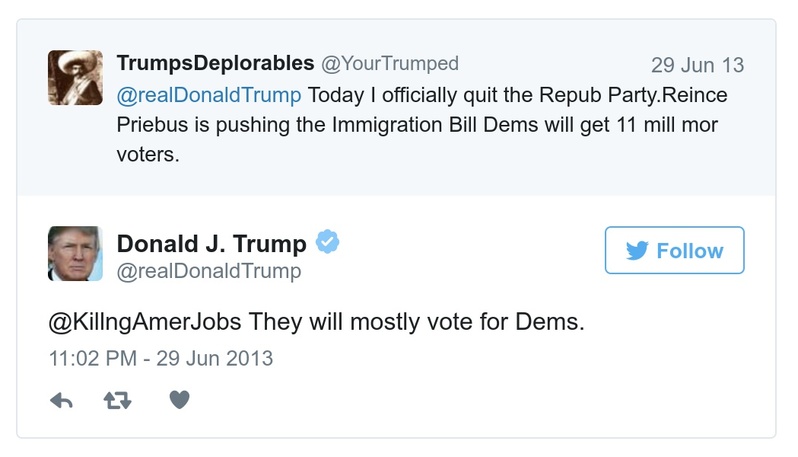 TrumpsDeplorables @YourTrumped 29 Jun 13
@realDonaldTrump Today I officially quit the Repub Party.Reince
Priebus is pushing the Immigration Bill Dems will get 11 mill mor
voters.
Donald J. Trump
@realDonaldTrump
Follow
@KillngAmerJobs They will mostly vote for Dems.
11:02 PM - 29 Jun 2013